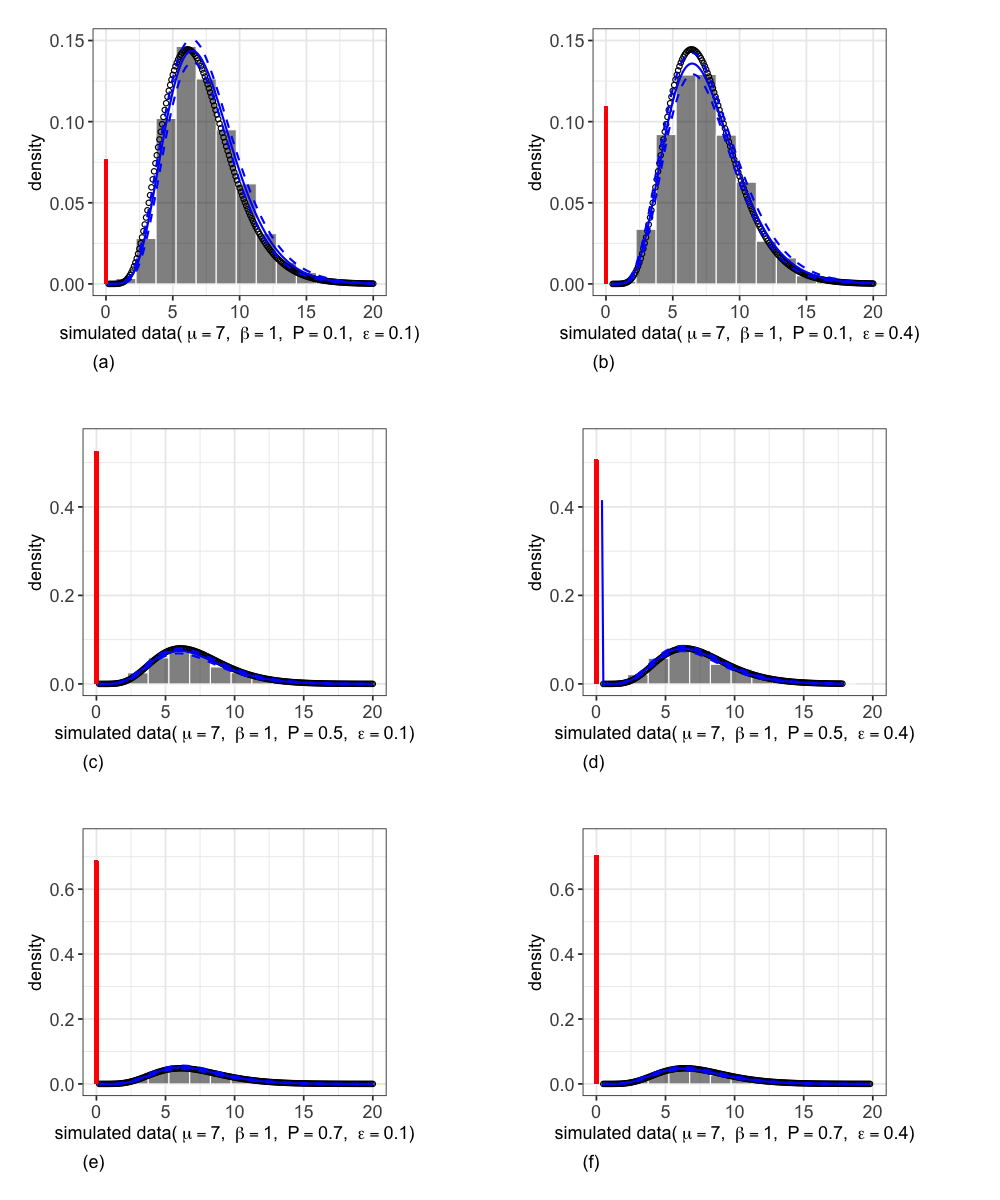 density
0.15
0.10
0.05
0.00
0 5 10 15 20
simulated data( μ = 7, β = 1, P = 0.1, ε = 0.1)
(a)
density
0.15
0.10
0.05
0.00
0 5 10 15 20
simulated data( μ = 7, β = 1, P = 0.1, ε = 0.4)
(b)
density
0.4
0.2
0.0
0 5 10 15 20
simulated data( μ = 7, β = 1, P = 0.5, ε = 0.1)
(c)
density
0.4
0.2
0.0
0 5 10 15 20
simulated data( μ = 7, β = 1, P = 0.5, ε = 0.4)
(d)
density
0.6
0.4
0.2
0.0
0 5 10 15 20
simulated data( μ = 7, β = 1, P = 0.7, ε = 0.1)
(e)
density
0.6
0.4
0.2
0.0
0 5 10 15 20
simulated data( μ = 7, β = 1, P = 0.7, ε = 0.4)
(f)